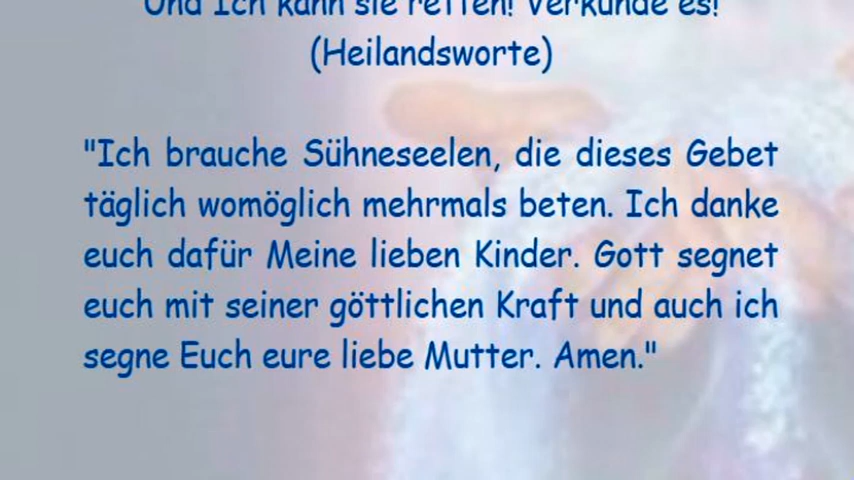 Und Ich kann sie retten! Verkünde es!
(Heilandsworte)
"Ich brauche Sühneseelen, die dieses Gebet
täglich womöglich mehrmals beten. Ich danke
euch dafür Meine lieben Kinder. Gott segnet
euch mit seiner göttlichen Kraft und auch ich
segne Euch eure liebe Mutter. Amen."